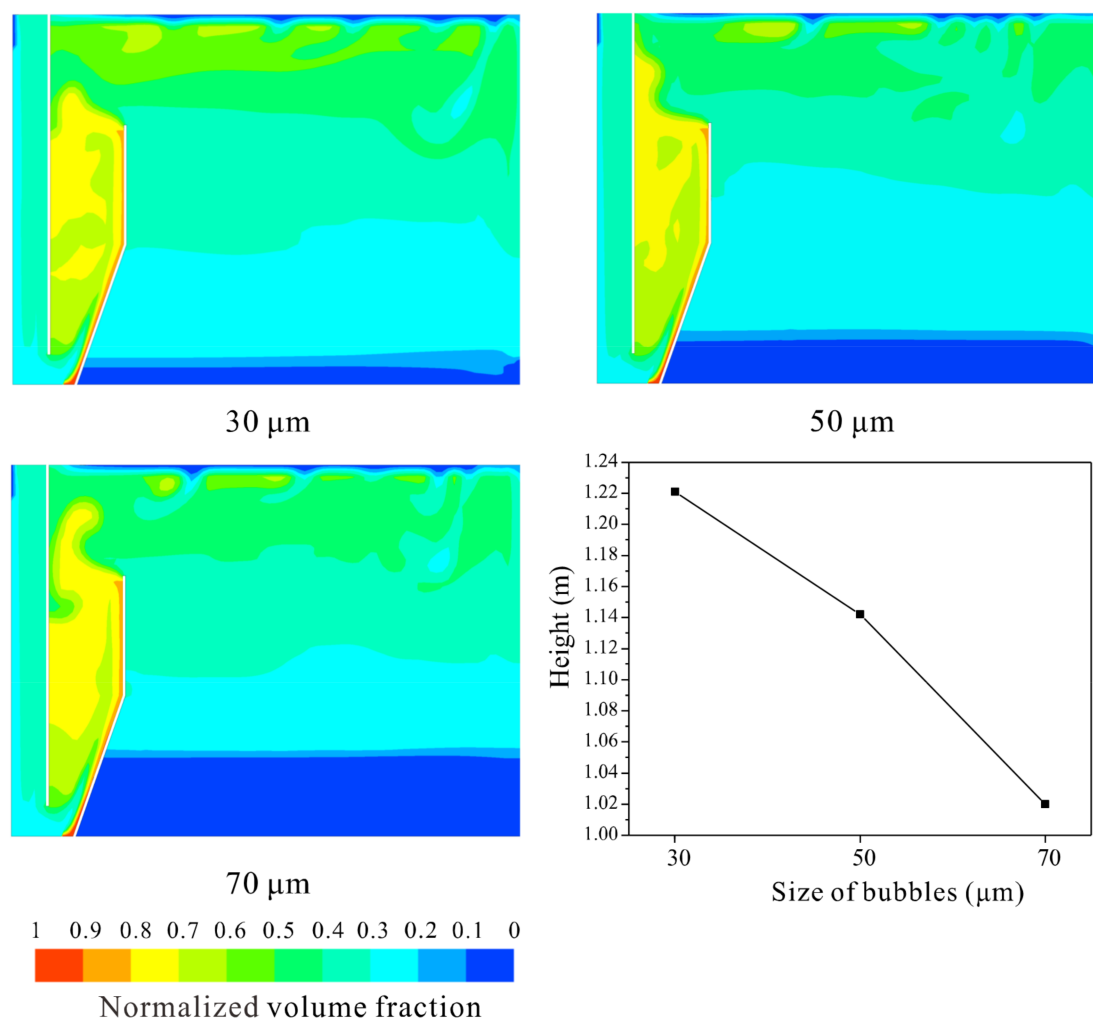 30 μm
50 μm
70 μm
1 0.9 0.8 0.7 0.6 0.5 0.4 0.3 0.2 0.1 0
Normalized volume fraction
1.24
1.22
1.20
1.18
1.16
1.14
1.12
1.10
1.08
1.06
1.04
1.02
1.00
Height (m)
30 50 70
Size of bubbles (μm)